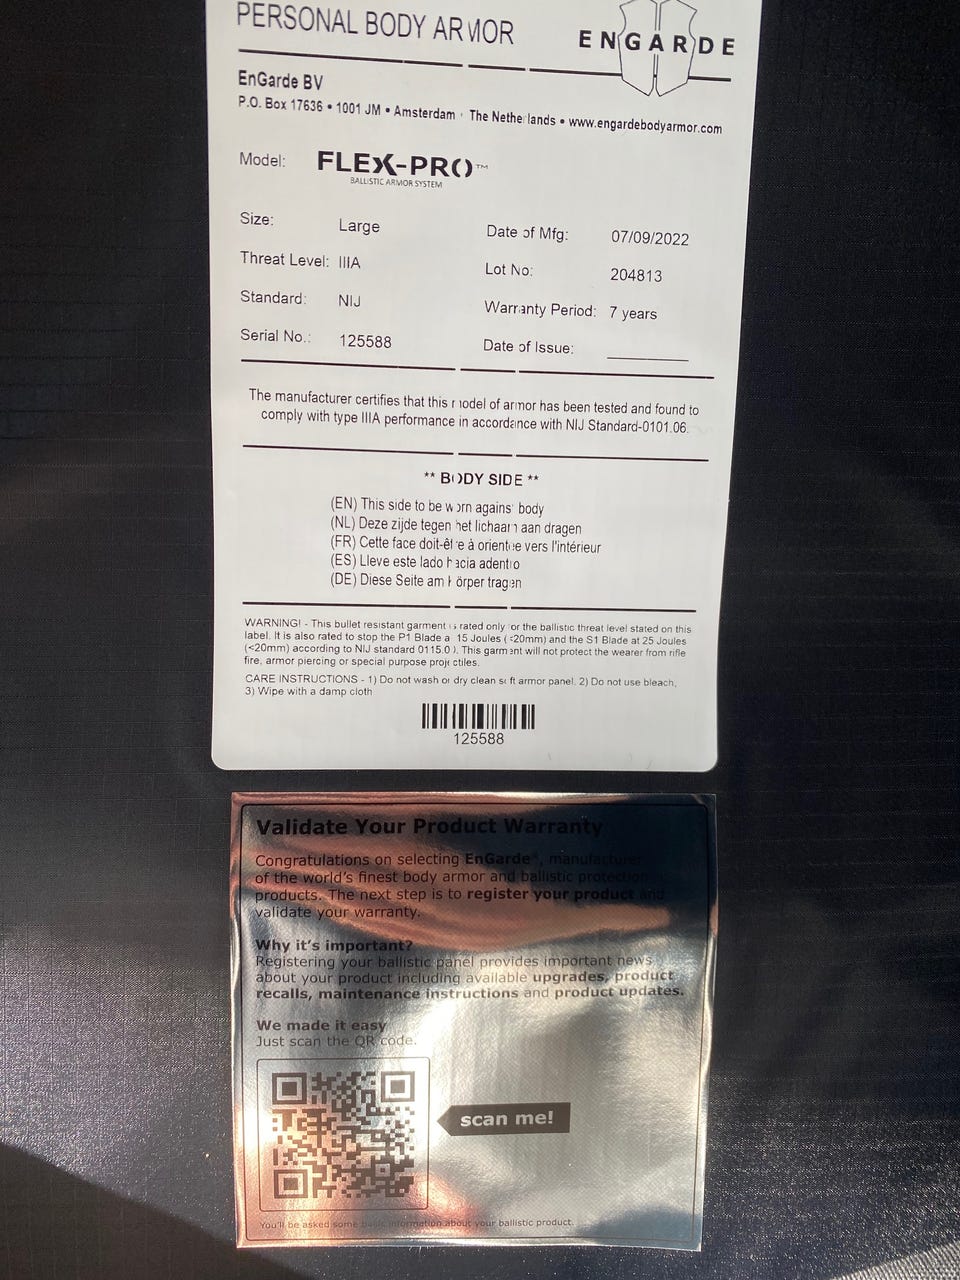 PERSONAL BODY ARMOR
ENGARDE
EnGarde BV
P.O. Box 17636 • 1001 JM • Amsterdam • The Netherlands • www.engardebodyarmor.com
Model: FLEX-PRO™
BALLISTIC ARMOR SYSTEM
Size: Large
Date of Mfg: 07/09/2022
Threat Level: IIIA
Lot No: 204813
Standard: NIJ
Warranty Period: 7 years
Serial No.: 125588
Date of Issue:
The manufacturer certifies that this model of armor has been tested and found to
comply with type IIIA performance in accordance with NIJ Standard-0101.06.
** BODY SIDE **
(EN) This side to be worn against body
(NL) Deze zijde tegen het lichaam aan dragen
(FR) Cette face doit-être à orientée vers l'intérieur
(ES) Lleve este lado hacia adentro
(DE) Diese Seite am Körper tragen
WARNING! - This bullet resistant garment is rated only for the ballistic threat level stated on this
label. It is also rated to stop the P1 Blade at 15 Joules (<20mm) and the S1 Blade at 25 Joules
(<20mm) according to NIJ standard 0115.0 ). This garment will not protect the wearer from rifle
fire, armor piercing or special purpose projectiles.
CARE INSTRUCTIONS - 1) Do not wash or dry clean soft armor panel. 2) Do not use bleach,
3) Wipe with a damp cloth
125588
Validate Your Product Warranty
Congratulations on selecting EnGarde®, manufacturer
of the world's finest body armor and ballistic protection
products. The next step is to register your product and
validate your warranty.
Why it's important?
Registering your ballistic panel provides important news
about your product including available upgrades, product
recalls, maintenance instructions and product updates.
We made it easy
Just scan the QR code.
scan me!
You'll be asked some basic information about your ballistic product.